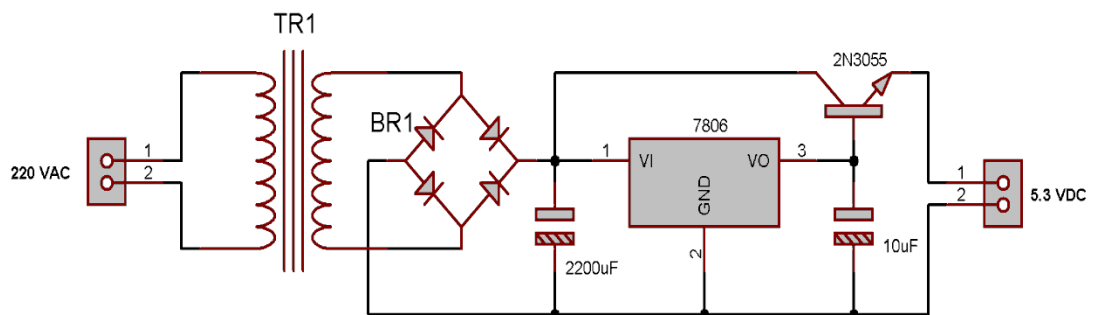 TR1
2N3055
BR1
7806
1
2
220 VAC
1
VI
VO
3
GND
2
2200uF
10uF
1
2
5.3 VDC